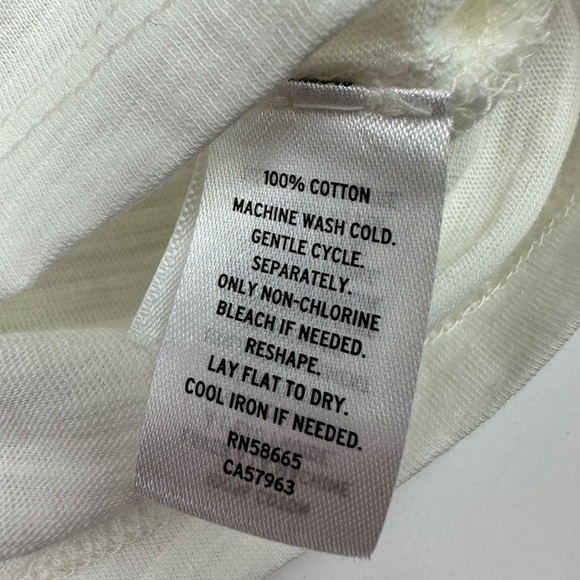 100% COTTON
MACHINE WASH COLD.
GENTLE CYCLE.
SEPARATELY.
ONLY NON-CHLORINE
BLEACH IF NEEDED.
RESHAPE.
LAY FLAT TO DRY.
COOL IRON IF NEEDED.
RN58665
CA57963